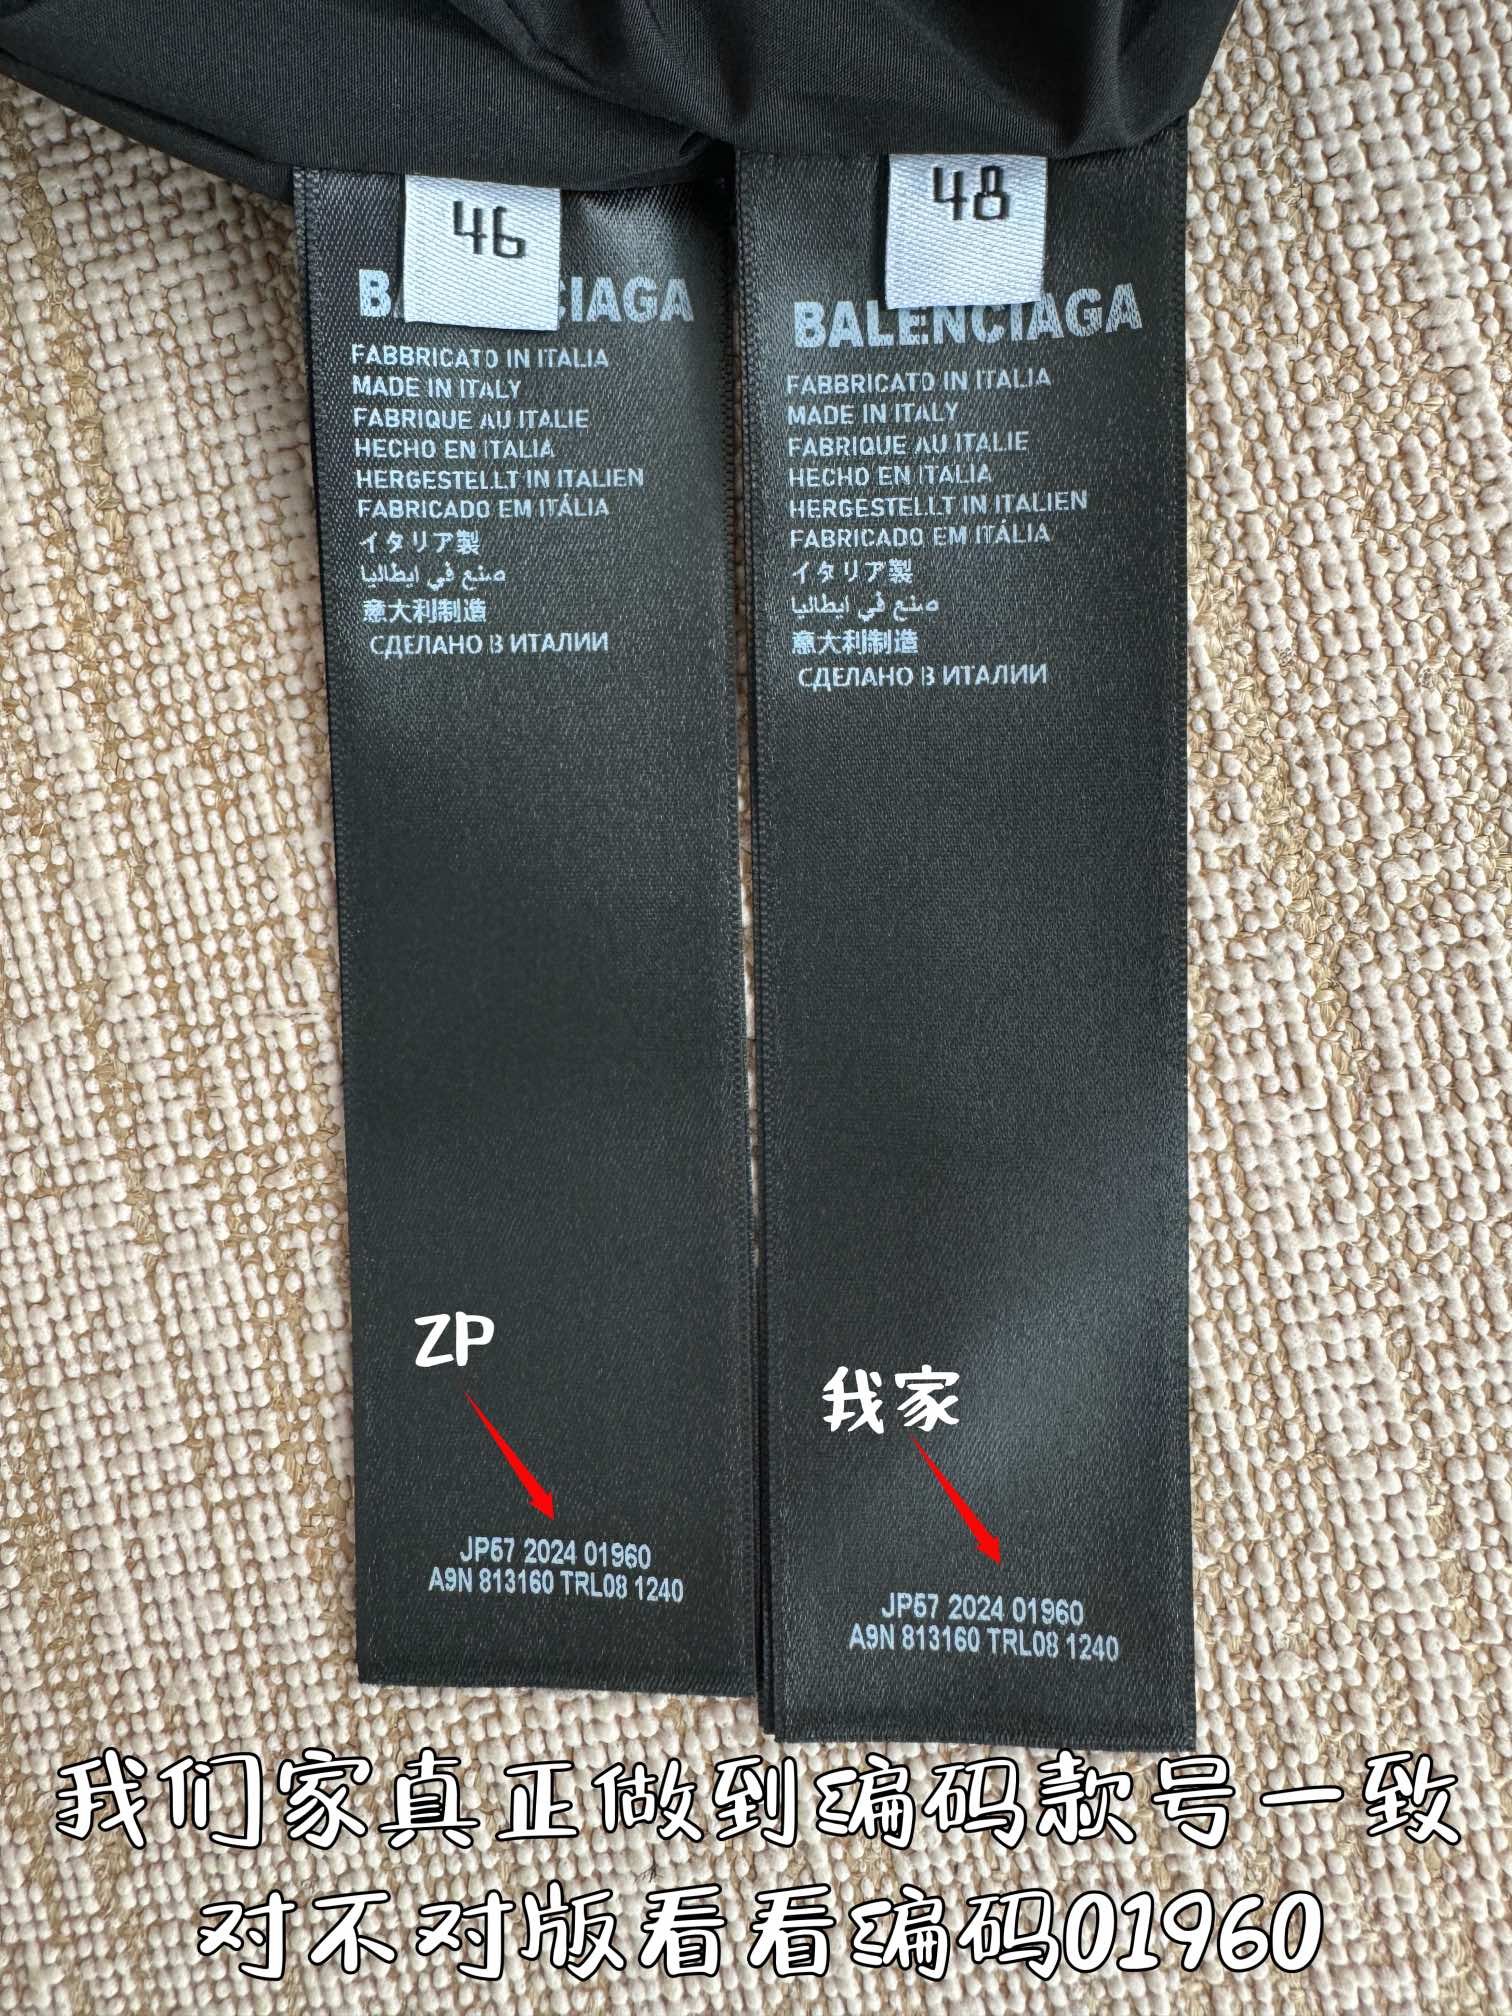 46
B CIAGA
FABBRICATO IN ITALIA
MADE IN ITALY
FABRIQUE AU ITALIE
HECHO EN ITALIA
HERGESTELLT IN ITALIEN
FABRICADO EM ITÁLIA
イタリア製
صنع في ايطاليا
意大利制造
СДЕЛАНО В ИТАЛИИ
ZP
JP57 2024 01960
A9N 813160 TRL08 1240
48
BALENCIAGA
FABBRICATO IN ITALIA
MADE IN ITALY
FABRIQUE AU ITALIE
HECHO EN ITALIA
HERGESTELLT IN ITALIEN
FABRICADO EM ITÁLIA
イタリア製
صنع في ايطاليا
意大利制造
СДЕЛАНО В ИТАЛИИ
我家
JP57 2024 01960
A9N 813160 TRL08 1240
我们家真正做到编码款号一致
对不对版看看编码01960